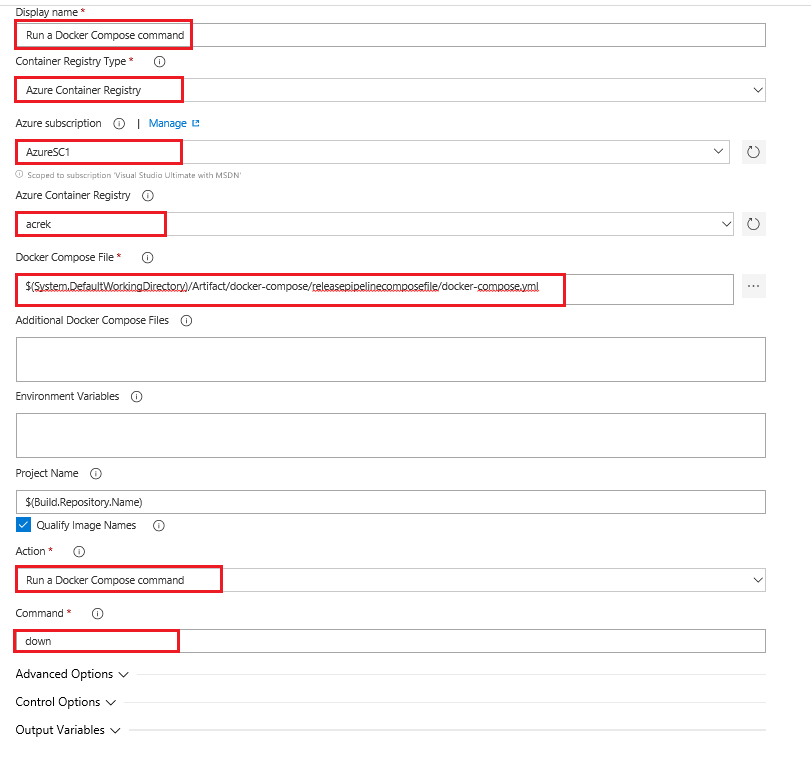 Display name *
Run a Docker Compose command
Container Registry Type *
Azure Container Registry
Azure subscription | Manage
AzureSC1
Scoped to subscription 'Visual Studio Ultimate with MSDN'
Azure Container Registry
acrek
Docker Compose File *
$(System.DefaultWorkingDirectory)/Artifact/docker-compose/releasepipelinecomposefile/docker-compose.yml
...
Additional Docker Compose Files
Environment Variables
Project Name
$(Build.Repository.Name)
Qualify Image Names
Action *
Run a Docker Compose command
Command *
down
Advanced Options
Control Options
Output Variables